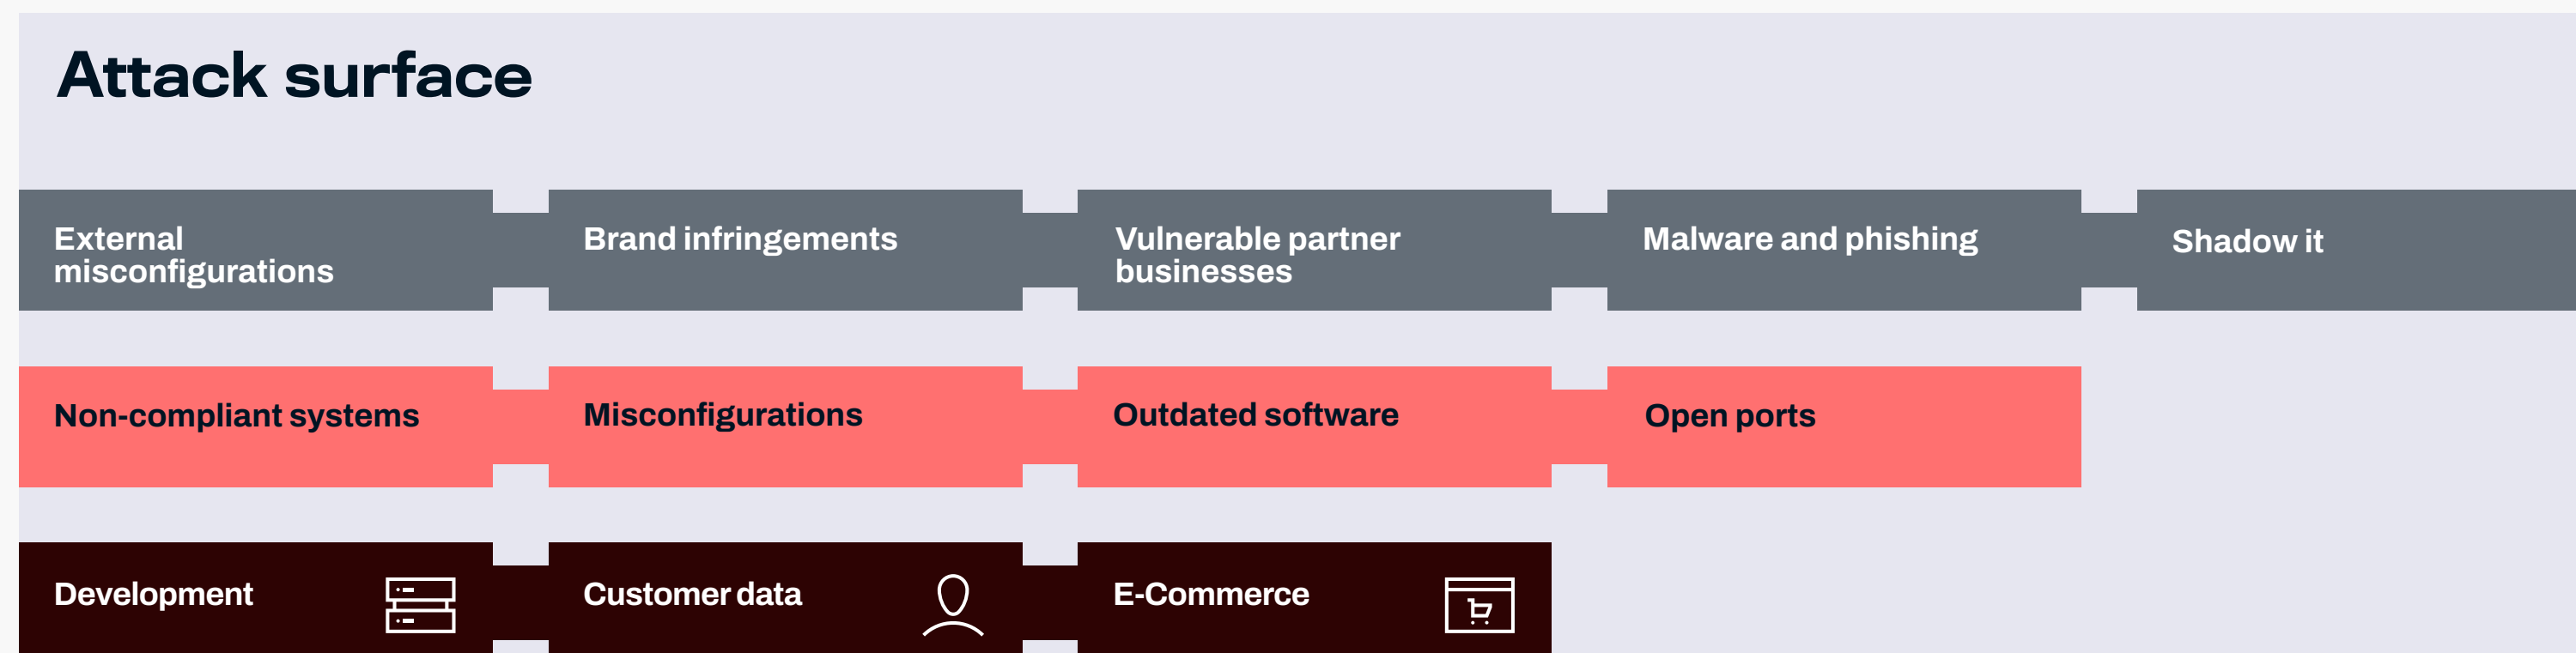 Attack surface
External
misconfigurations
Brand infringements
Vulnerable partner
businesses
Malware and phishing
Shadow it
Non-compliant systems
Misconfigurations
Outdated software
Open ports
Development
Customer data
E-Commerce